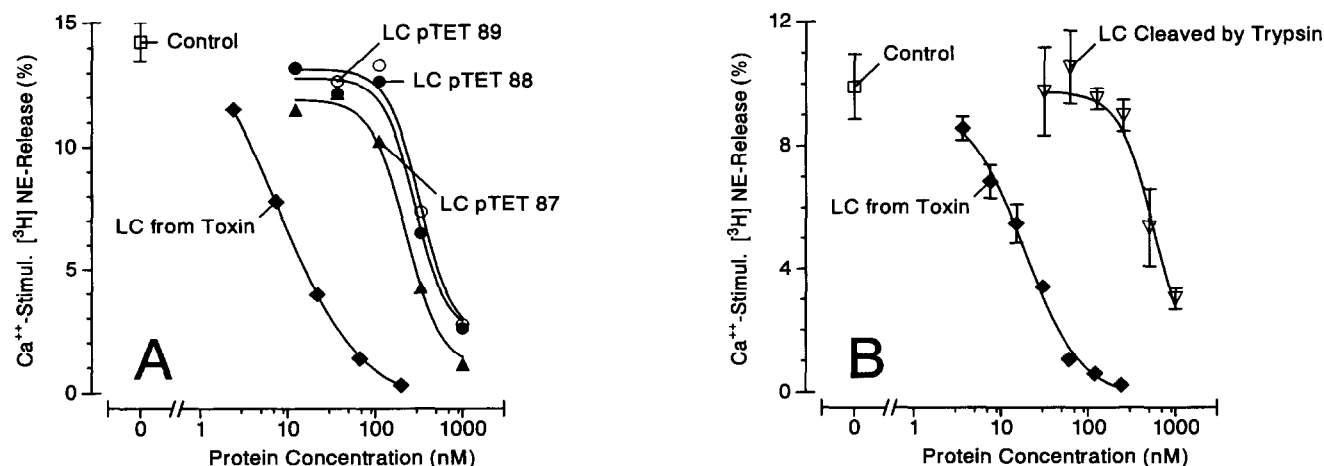 A
Ca++-Stimul. [³H] NE-Release (%)
15
10
5
0
Control
LC pTET 89
LC pTET 88
LC pTET 87
LC from Toxin
0
1
10
100
1000
Protein Concentration (nM)
B
Ca++-Stimul. [³H] NE-Release (%)
12
8
4
0
Control
LC Cleaved by Trypsin
LC from Toxin
0
1
10
100
1000
Protein Concentration (nM)